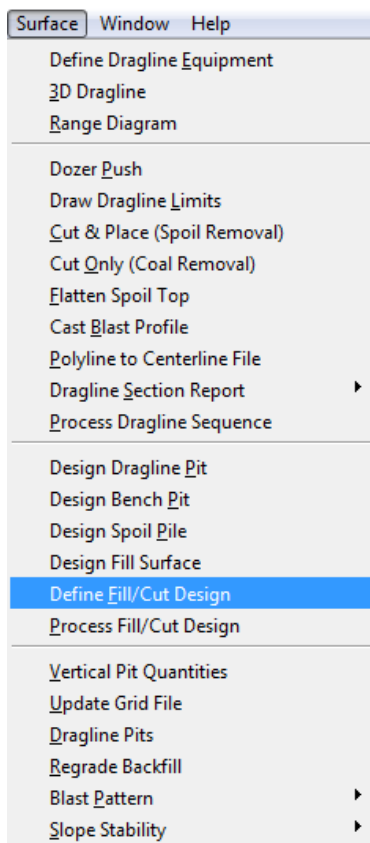 Surface Window Help
Define Dragline Equipment
3D Dragline
Range Diagram
Dozer Push
Draw Dragline Limits
Cut & Place (Spoil Removal)
Cut Only (Coal Removal)
Flatten Spoil Top
Cast Blast Profile
Polyline to Centerline File
Dragline Section Report
Process Dragline Sequence
Design Dragline Pit
Design Bench Pit
Design Spoil Pile
Design Fill Surface
Define Fill/Cut Design
Process Fill/Cut Design
Vertical Pit Quantities
Update Grid File
Dragline Pits
Regrade Backfill
Blast Pattern
Slope Stability